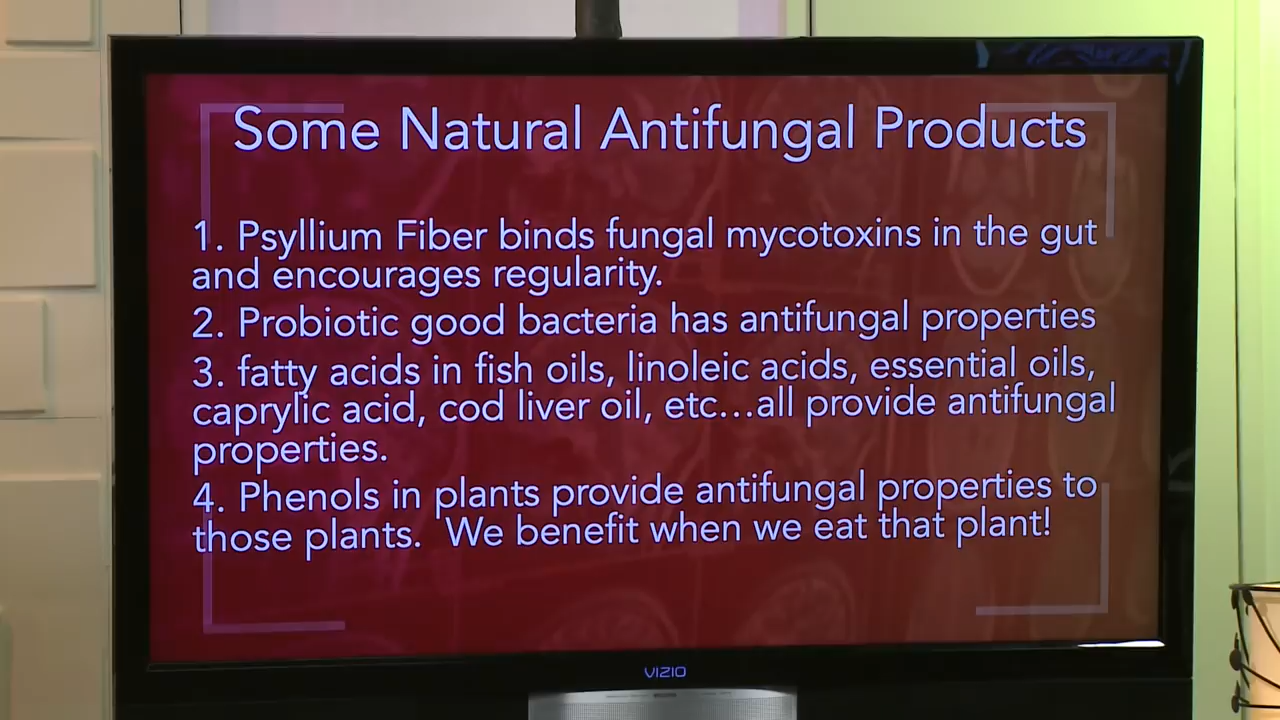 Some Natural Antifungal Products
1. Psyllium Fiber binds fungal mycotoxins in the gut
and encourages regularity.
2. Probiotic good bacteria has antifungal properties
3. fatty acids in fish oils, linoleic acids, essential oils,
caprylic acid, cod liver oil, etc...all provide antifungal
properties.
4. Phenols in plants provide antifungal properties to
those plants.  We benefit when we eat that plant!
VIZIO